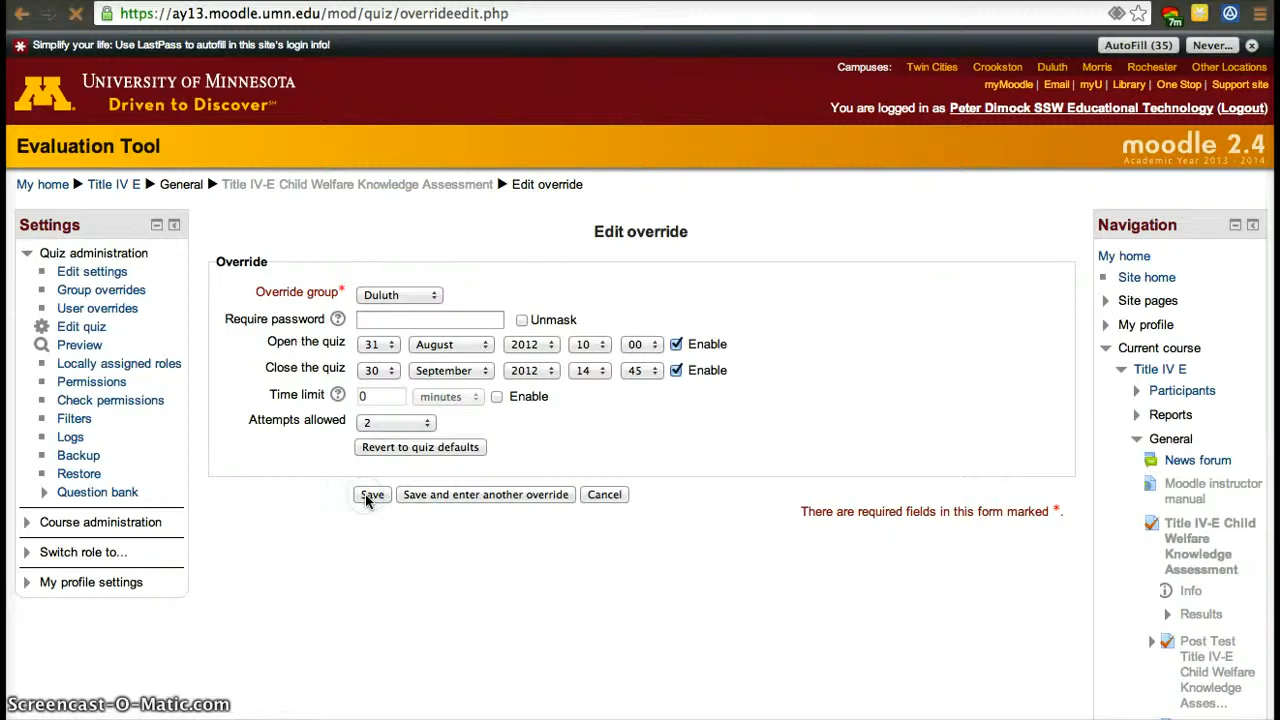 https://ay13.moodle.umn.edu/mod/quiz/overrideedit.php
7m
Simplify your life: Use LastPass to autofill in this site's login info!
AutoFill (35) Never...
UNIVERSITY OF MINNESOTA
Driven to Discover℠
Campuses: Twin Cities Crookston Duluth Morris Rochester Other Locations
myMoodle | Email | myU | Library | One Stop | Support site
You are logged in as Peter Dimock SSW Educational Technology (Logout)
Evaluation Tool
moodle 2.4
Academic Year 2013 - 2014
My home ► Title IV E ► General ► Title IV-E Child Welfare Knowledge Assessment ► Edit override
Settings
Quiz administration
Edit settings
Group overrides
User overrides
Edit quiz
Preview
Locally assigned roles
Permissions
Check permissions
Filters
Logs
Backup
Restore
Question bank
Course administration
Switch role to...
My profile settings
Edit override
Override
Override group* Duluth
Require password Unmask
Open the quiz 31 August 2012 10 00 Enable
Close the quiz 30 September 2012 14 45 Enable
Time limit 0 minutes Enable
Attempts allowed 2
Revert to quiz defaults
Save Save and enter another override Cancel
There are required fields in this form marked *.
Navigation
My home
Site home
Site pages
My profile
Current course
Title IV E
Participants
Reports
General
News forum
Moodle instructor
manual
Title IV-E Child
Welfare
Knowledge
Assessment
Info
Results
Post Test
Title IV-E
Child Welfare
Knowledge
Asses...
Screencast-O-Matic.com